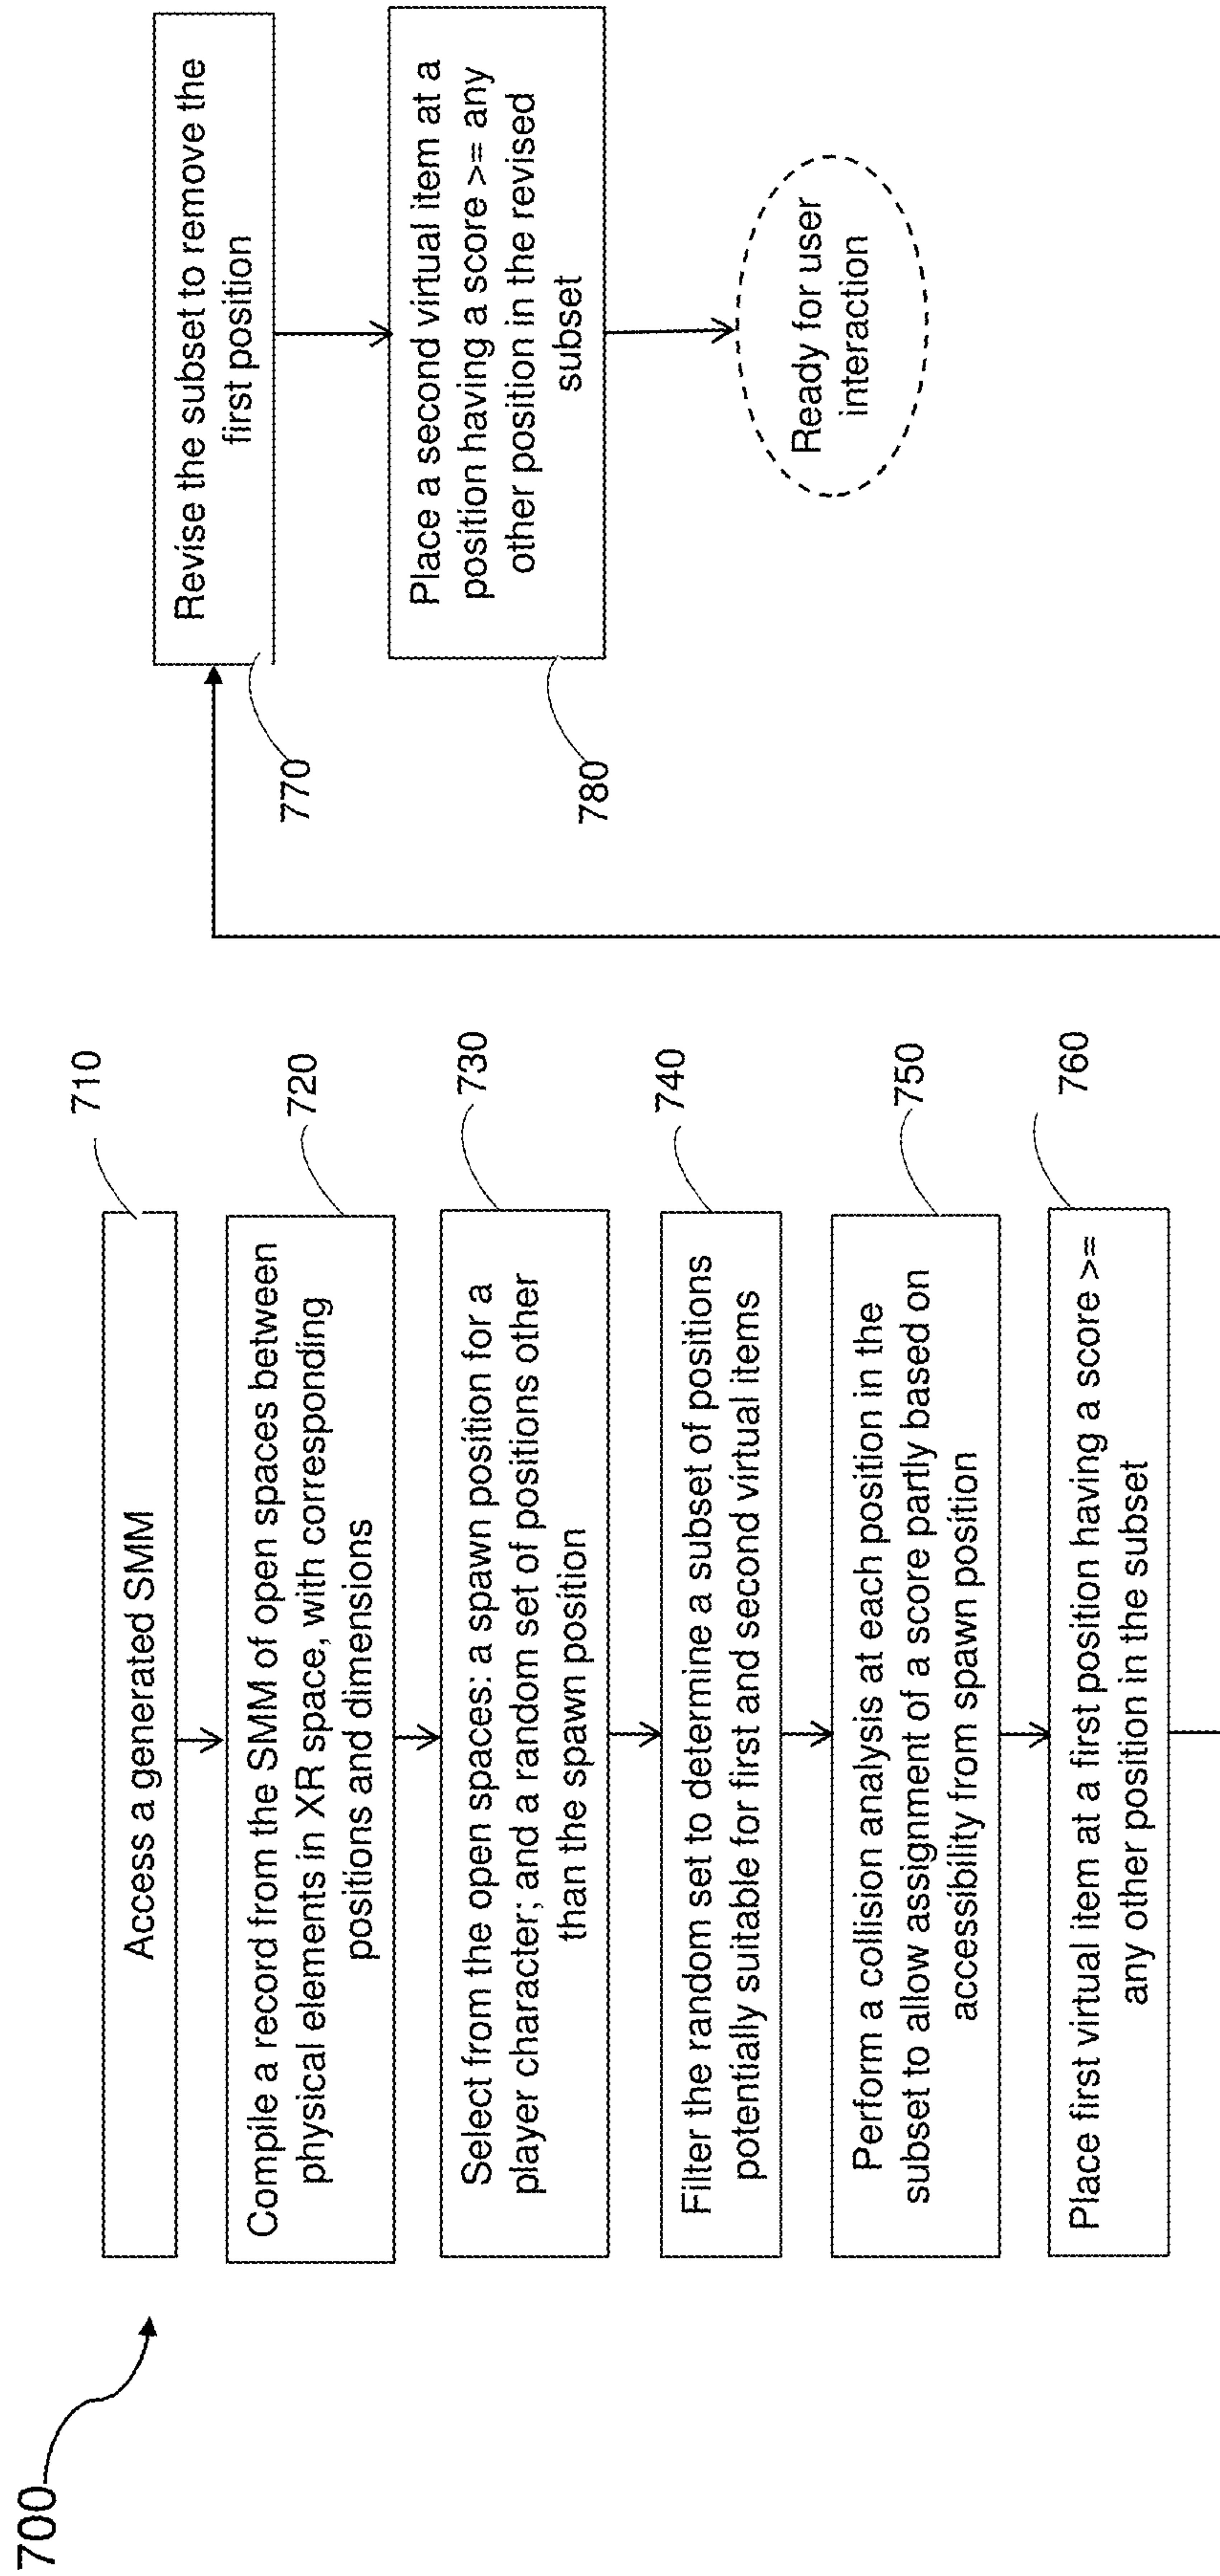 700
710
Access a generated SMM
720
Compile a record from the SMM of open spaces between
physical elements in XR space, with corresponding
positions and dimensions
730
Select from the open spaces: a spawn position for a
player character; and a random set of positions other
than the spawn position
740
Filter the random set to determine a subset of positions
potentially suitable for first and second virtual items
750
Perform a collision analysis at each position in the
subset to allow assignment of a score partly based on
accessibility from spawn position
760
Place first virtual item at a first position having a score >=
any other position in the subset
770
Revise the subset to remove the
first position
780
Place a second virtual item at a
position having a score >= any
other position in the revised
subset
Ready for user
interaction